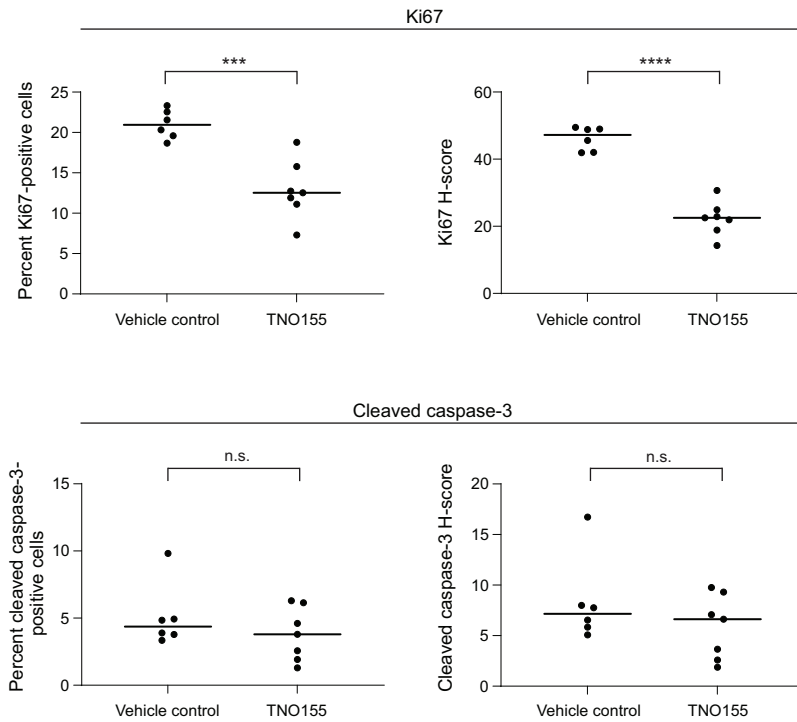 Ki67
***
Percent Ki67-positive cells
25
20
15
10
5
0
Vehicle control
TNO155
****
Ki67 H-score
60
40
20
0
Vehicle control
TNO155
Cleaved caspase-3
n.s.
Percent cleaved caspase-3-
positive cells
15
10
5
0
Vehicle control
TNO155
n.s.
Cleaved caspase-3 H-score
20
15
10
5
0
Vehicle control
TNO155